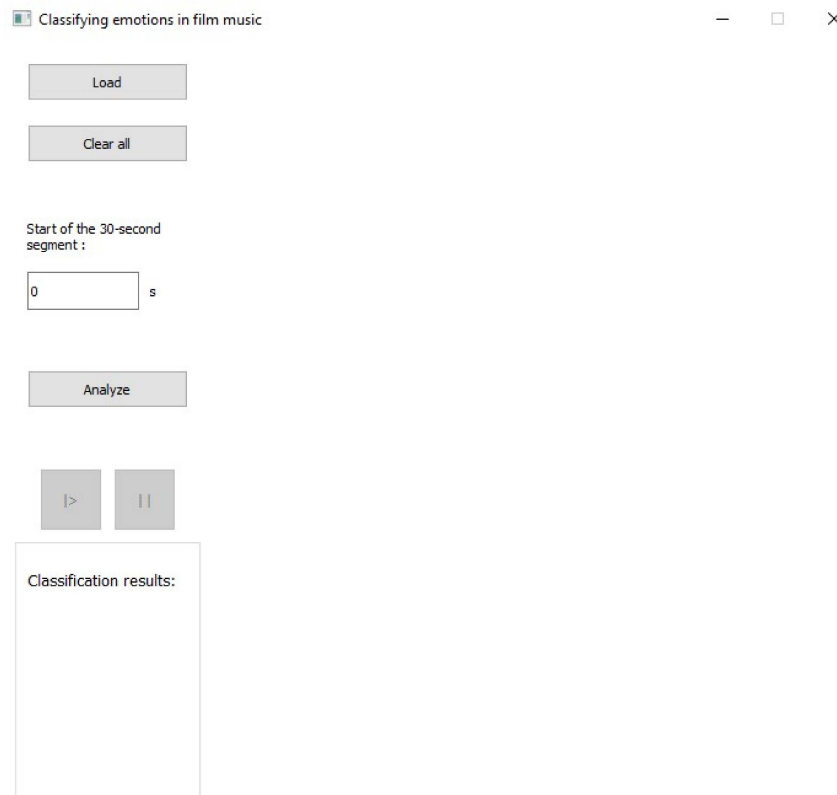 Classifying emotions in film music
Load
Clear all
Start of the 30-second
segment :
0 s
Analyze
|> ||
Classification results: